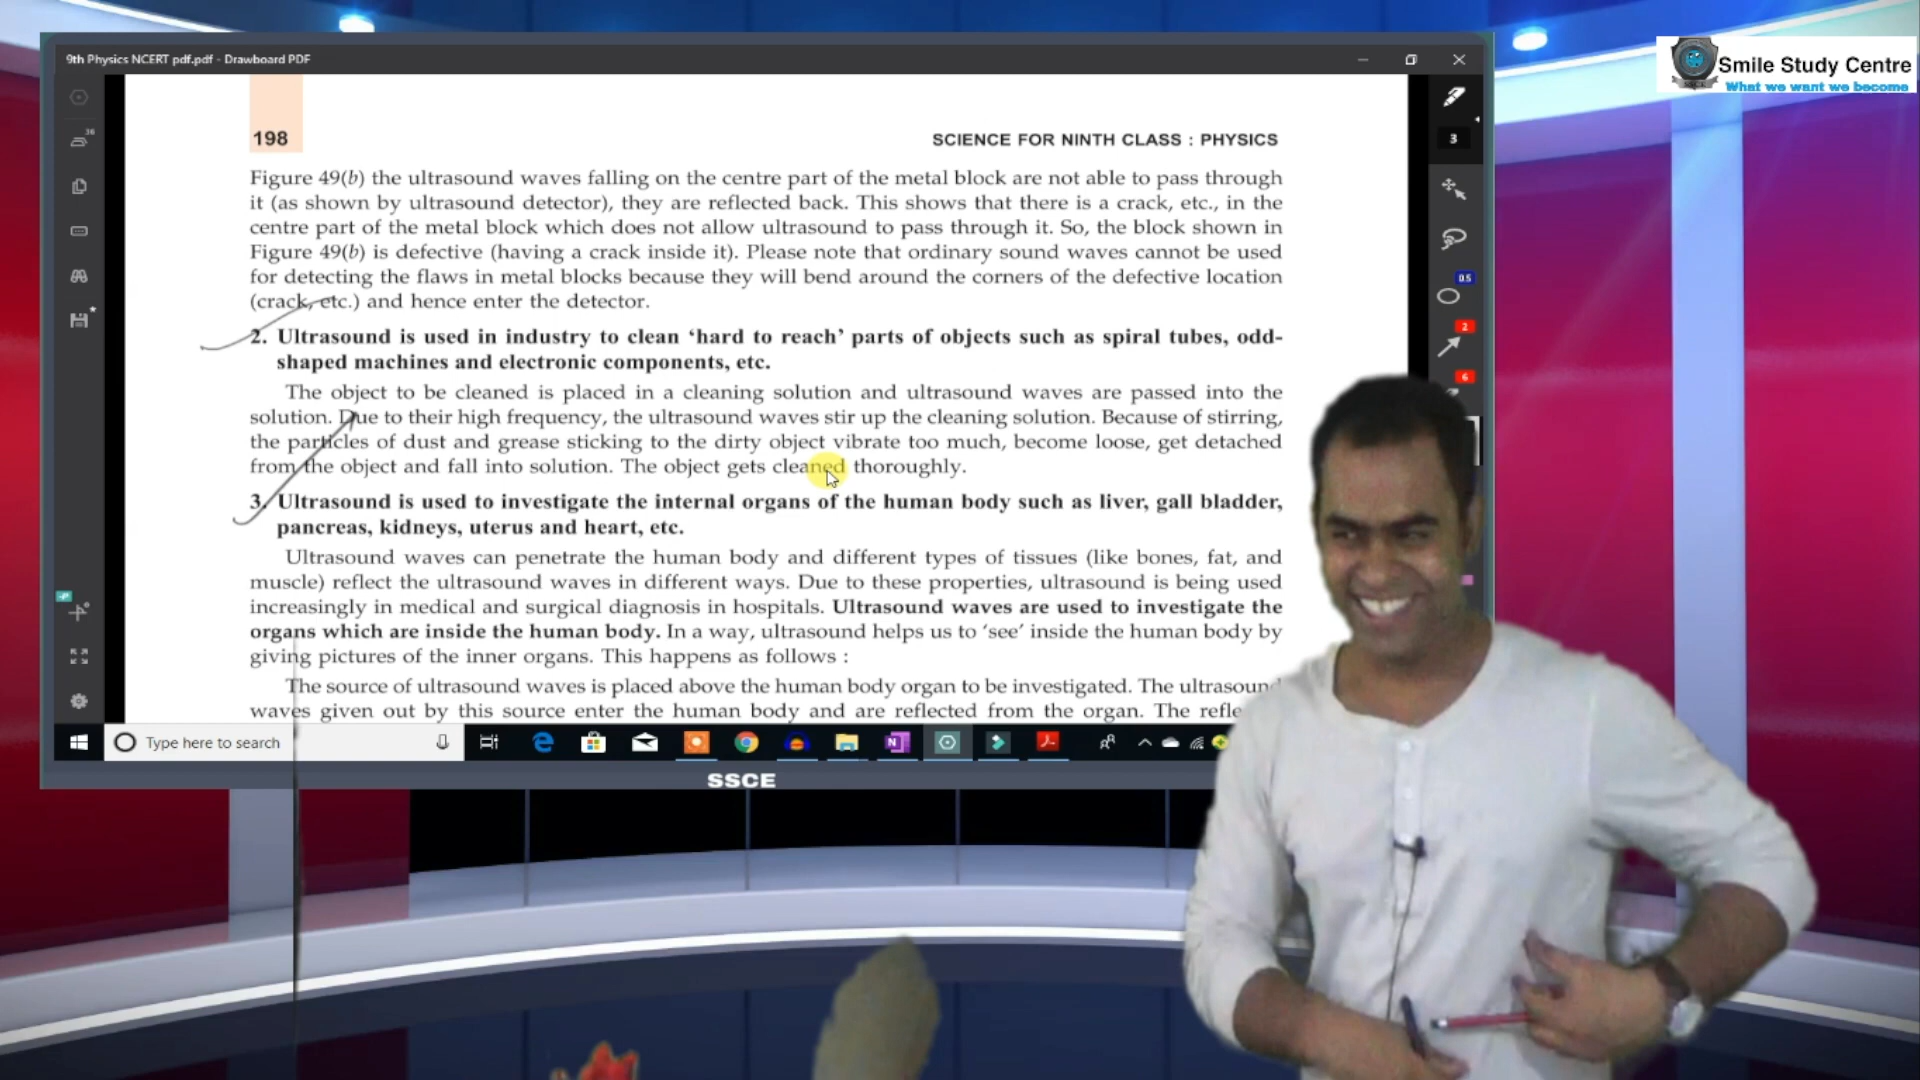 9th Physics NCERT pdf.pdf - Drawboard PDF
Smile Study Centre
What we want we become
36
3
0.5
2
6
198
SCIENCE FOR NINTH CLASS : PHYSICS
Figure 49(b) the ultrasound waves falling on the centre part of the metal block are not able to pass through
it (as shown by ultrasound detector), they are reflected back. This shows that there is a crack, etc., in the
centre part of the metal block which does not allow ultrasound to pass through it. So, the block shown in
Figure 49(b) is defective (having a crack inside it). Please note that ordinary sound waves cannot be used
for detecting the flaws in metal blocks because they will bend around the corners of the defective location
(crack, etc.) and hence enter the detector.
2. Ultrasound is used in industry to clean ‘hard to reach’ parts of objects such as spiral tubes, odd-
shaped machines and electronic components, etc.
The object to be cleaned is placed in a cleaning solution and ultrasound waves are passed into the
solution. Due to their high frequency, the ultrasound waves stir up the cleaning solution. Because of stirring,
the particles of dust and grease sticking to the dirty object vibrate too much, become loose, get detached
from the object and fall into solution. The object gets cleaned thoroughly.
3. Ultrasound is used to investigate the internal organs of the human body such as liver, gall bladder,
pancreas, kidneys, uterus and heart, etc.
Ultrasound waves can penetrate the human body and different types of tissues (like bones, fat, and
muscle) reflect the ultrasound waves in different ways. Due to these properties, ultrasound is being used
increasingly in medical and surgical diagnosis in hospitals. Ultrasound waves are used to investigate the
organs which are inside the human body. In a way, ultrasound helps us to ‘see’ inside the human body by
giving pictures of the inner organs. This happens as follows :
The source of ultrasound waves is placed above the human body organ to be investigated. The ultrasound
waves given out by this source enter the human body and are reflected from the organ. The refle
Type here to search
SSCE